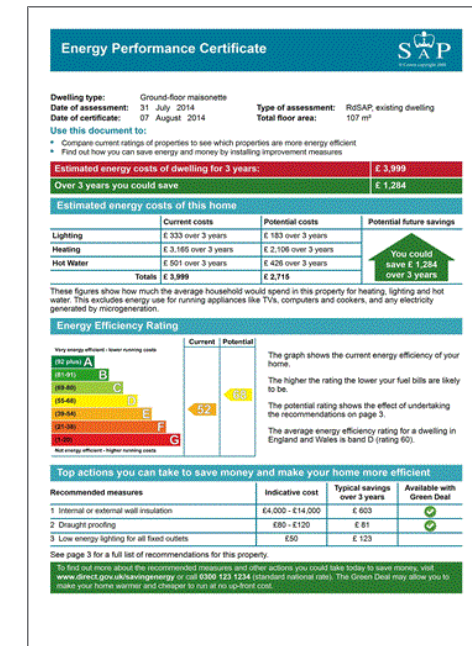 Energy Performance Certificate
SAP
Dwelling type: Ground-floor maisonette
Date of assessment: 31 July 2014 Type of assessment: RdSAP, existing dwelling
Date of certificate: 07 August 2014 Total floor area: 107 m²
Use this document to:
• Compare current ratings of properties to see which properties are more energy efficient
• Find out how you can save energy and money by installing improvement measures
Estimated energy costs of dwelling for 3 years: £ 3,999
Over 3 years you could save £ 1,284
Estimated energy costs of this home
Current costs Potential costs Potential future savings
Lighting £ 333 over 3 years £ 183 over 3 years
Heating £ 3,165 over 3 years £ 2,106 over 3 years
Hot Water £ 501 over 3 years £ 426 over 3 years
Totals £ 3,999 £ 2,715
You could
save £ 1,284
over 3 years
These figures show how much the average household would spend in this property for heating, lighting and hot
water. This excludes energy use for running appliances like TVs, computers and cookers, and any electricity
generated by microgeneration.
Energy Efficiency Rating
Current Potential
Very energy efficient - lower running costs
(92 plus) A
(81-91) B
(69-80) C
(55-68) D
(39-54) E
(21-38) F
(1-20) G
Not energy efficient - higher running costs
52
The graph shows the current energy efficiency of your
home.
The higher the rating the lower your fuel bills are likely
to be.
The potential rating shows the effect of undertaking
the recommendations on page 3.
The average energy efficiency rating for a dwelling in
England and Wales is band D (rating 60).
Top actions you can take to save money and make your home more efficient
Recommended measures Indicative cost Typical savings over 3 years Available with Green Deal
1 Internal or external wall insulation £4,000 - £14,000 £ 603
2 Draught proofing £80 - £120 £ 81
3 Low energy lighting for all fixed outlets £50 £ 123
See page 3 for a full list of recommendations for this property.
To find out more about the recommended measures and other actions you could take today to save money, visit
www.direct.gov.uk/savingenergy or call 0300 123 1234 (standard national rate). The Green Deal may allow you to
make your home warmer and cheaper to run at no up-front cost.